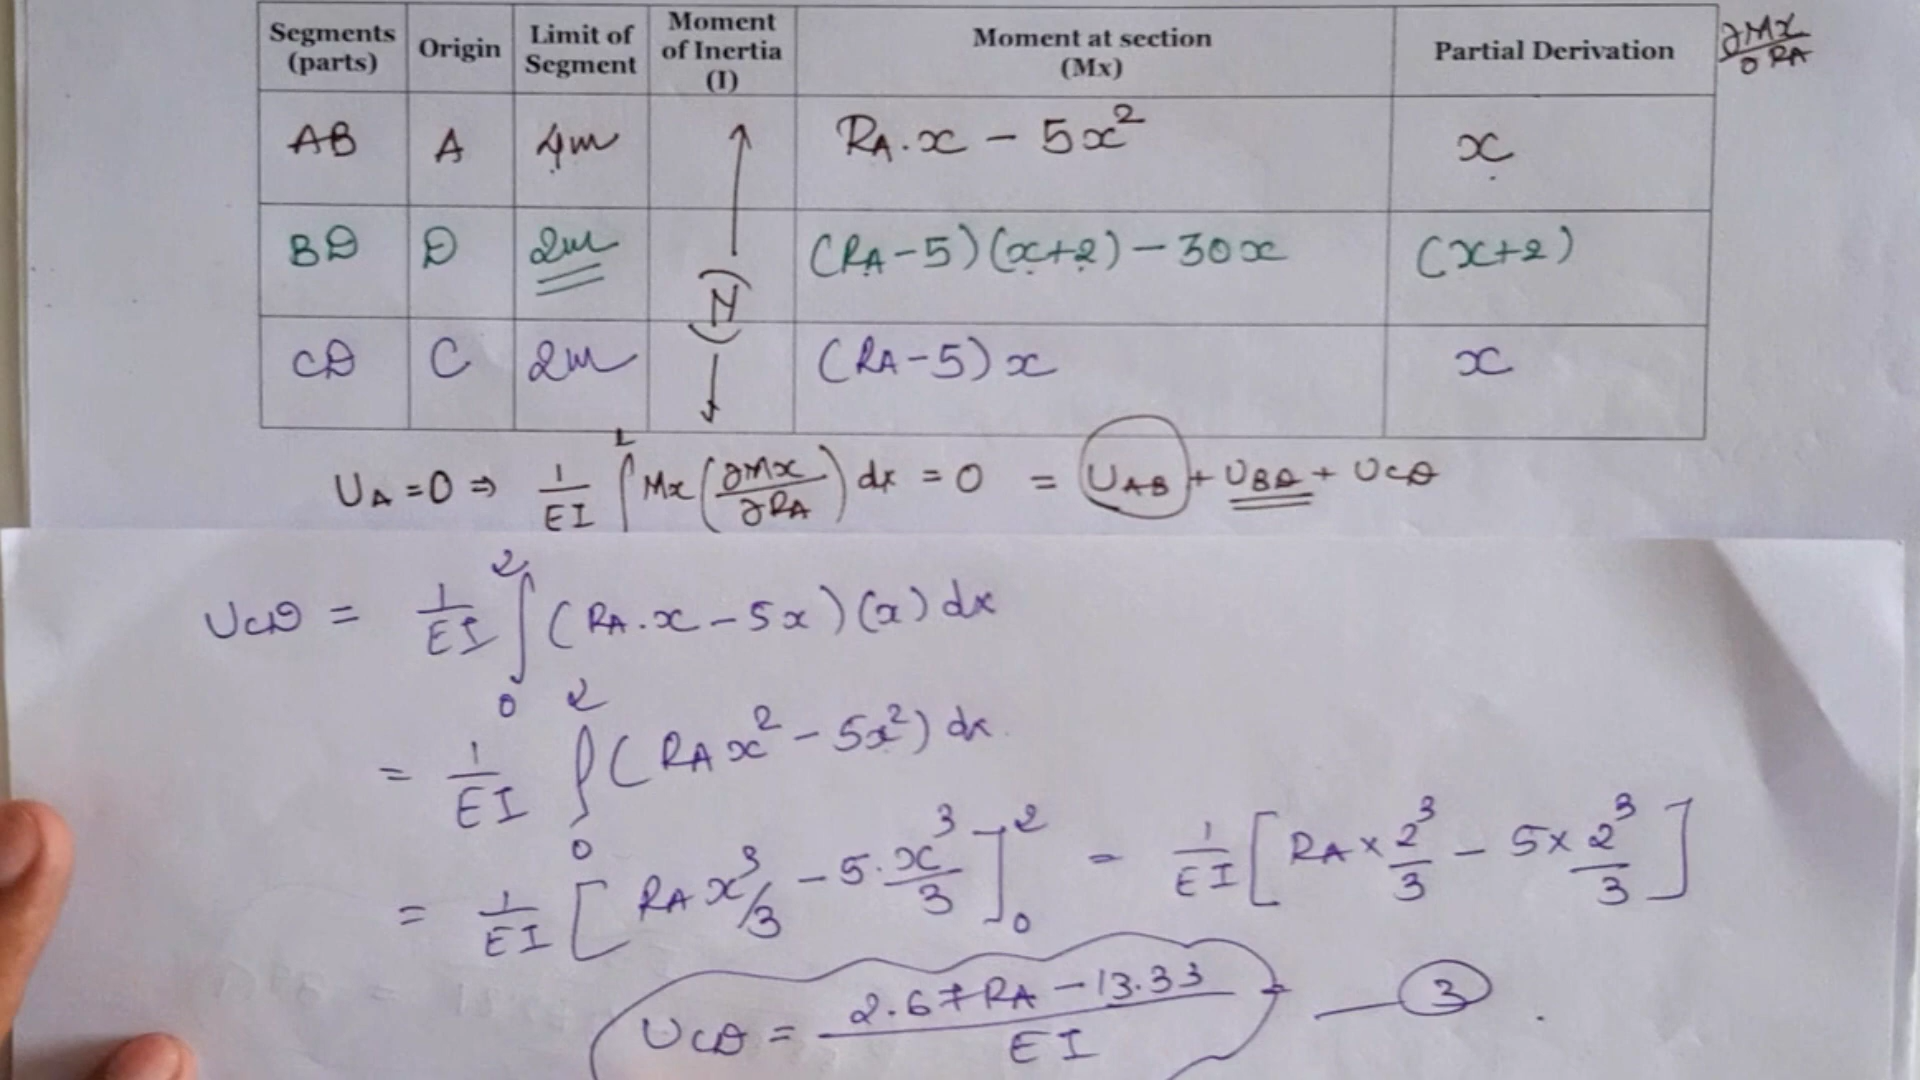 Segments (parts) Origin Limit of Segment Moment of Inertia (I) Moment at section (Mx) Partial Derivation ∂Mx/∂RA
AB A 4m RA.x - 5x² x
BD D 2m (RA-5)(x+2) - 30x (x+2)
CD C 2m (RA-5)x x
UA = 0 ⇒ 1/EI ∫ᴸ Mx (∂Mx/∂RA) dx = 0 = UAB + UBD + UCD
UCD = 1/EI ∫₀² (RA.x - 5x)(x) dx
= 1/EI ∫₀² (RA x² - 5x²) dx
= 1/EI [RA x³/3 - 5.x³/3]₀² = 1/EI [RA × 2³/3 - 5 × 2³/3]
UCD = (2.67RA - 13.33)/EI — 3